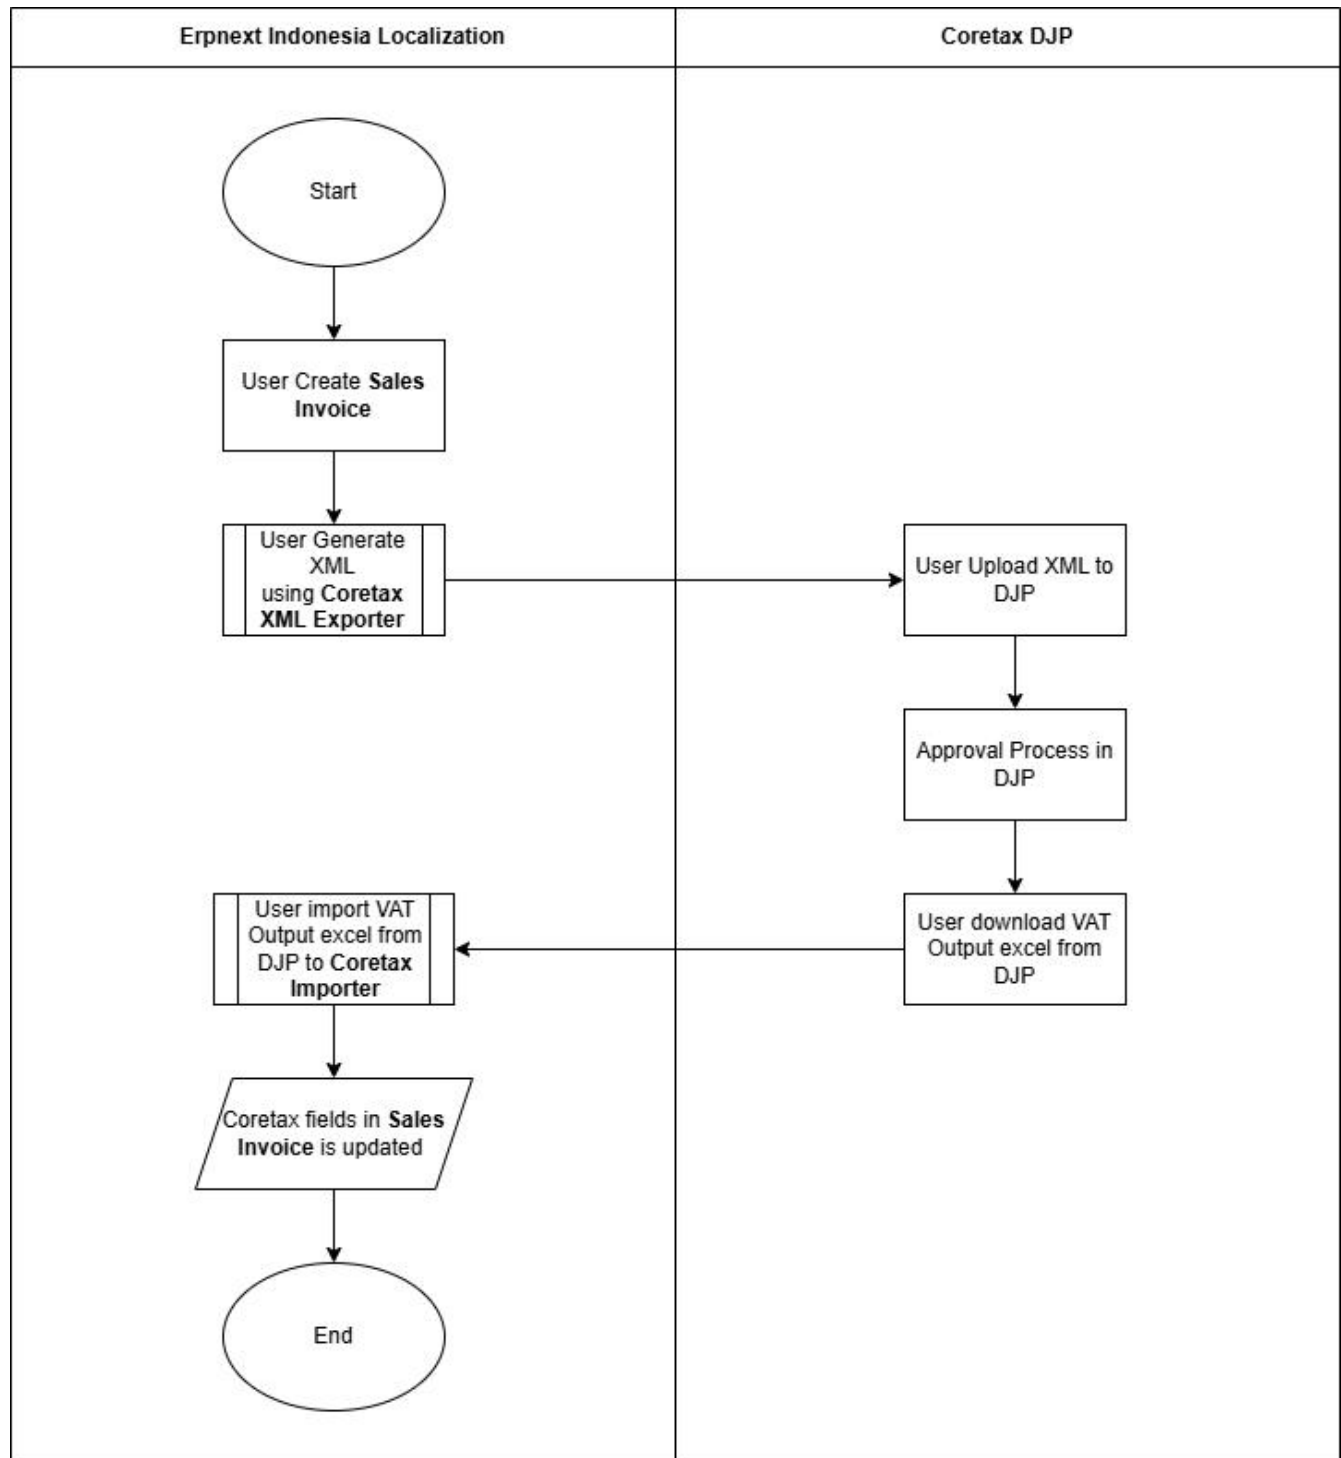 Erpnext Indonesia Localization
Coretax DJP
Start
User Create Sales
Invoice
User Generate
XML
using Coretax
XML Exporter
User Upload XML to
DJP
Approval Process in
DJP
User download VAT
Output excel from
DJP
User import VAT
Output excel from
DJP to Coretax
Importer
Coretax fields in Sales
Invoice is updated
End